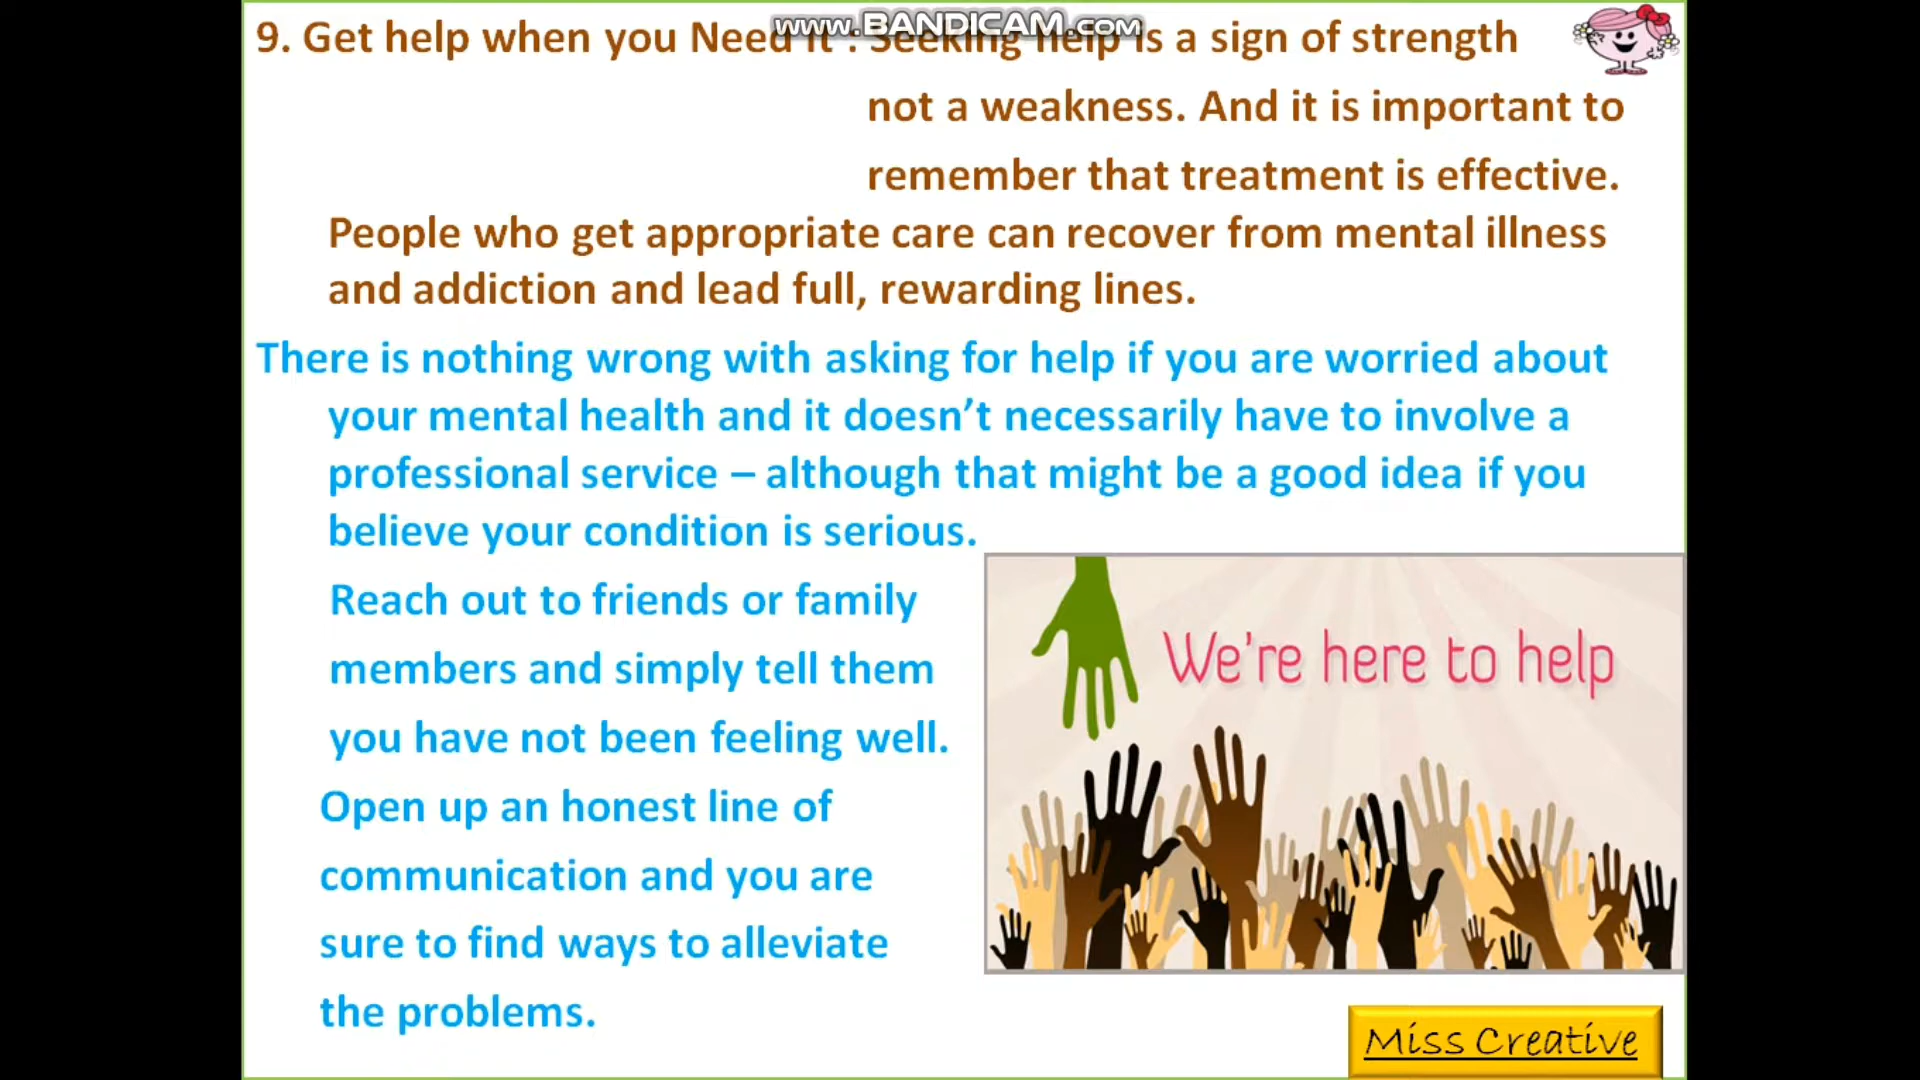 www.BANDICAM.com
9. Get help when you Need it : Seeking help is a sign of strength
not a weakness. And it is important to
remember that treatment is effective.
People who get appropriate care can recover from mental illness
and addiction and lead full, rewarding lines.
There is nothing wrong with asking for help if you are worried about
your mental health and it doesn’t necessarily have to involve a
professional service – although that might be a good idea if you
believe your condition is serious.
Reach out to friends or family
members and simply tell them
you have not been feeling well.
Open up an honest line of
communication and you are
sure to find ways to alleviate
the problems.
We're here to help
Miss Creative